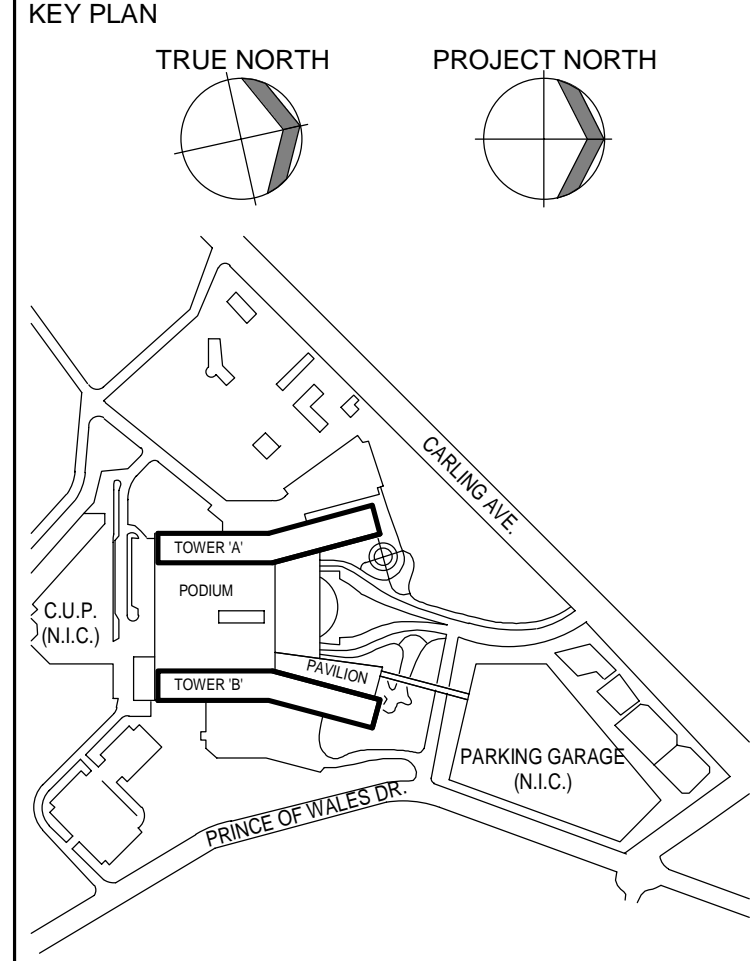 KEY PLAN
TRUE NORTH
PROJECT NORTH
CARLING AVE.
TOWER 'A'
PODIUM
C.U.P.
(N.I.C.)
PAVILION
TOWER 'B'
PARKING GARAGE
(N.I.C.)
PRINCE OF WALES DR.